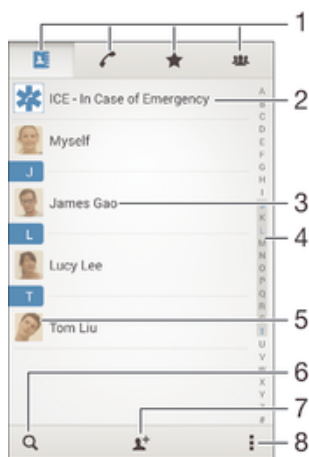 1
ICE - In Case of Emergency
2
Myself
J
James Gao
3
L
Lucy Lee
T
Tom Liu
A
B
C
D
E
F
G
H
I
J
K
L
M
N
O
P
Q
R
T
U
V
W
X
Y
#
4
5
6
7
8